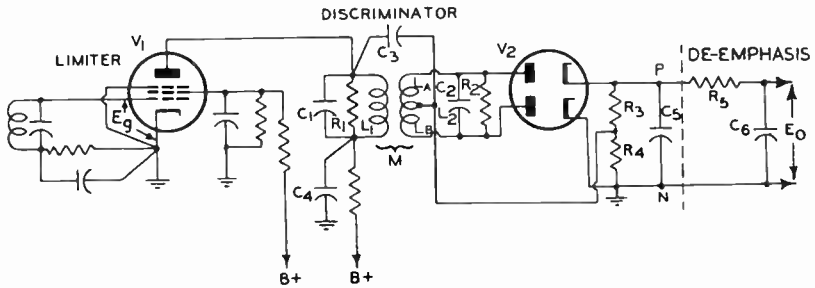 DISCRIMINATOR
LIMITER
V1
Eg
B+
C3
C1
R1
L1
M
C4
B+
A
B
C2
L2
R2
V2
P
R3
R4
C5
N
DE-EMPHASIS
R5
C6
E0